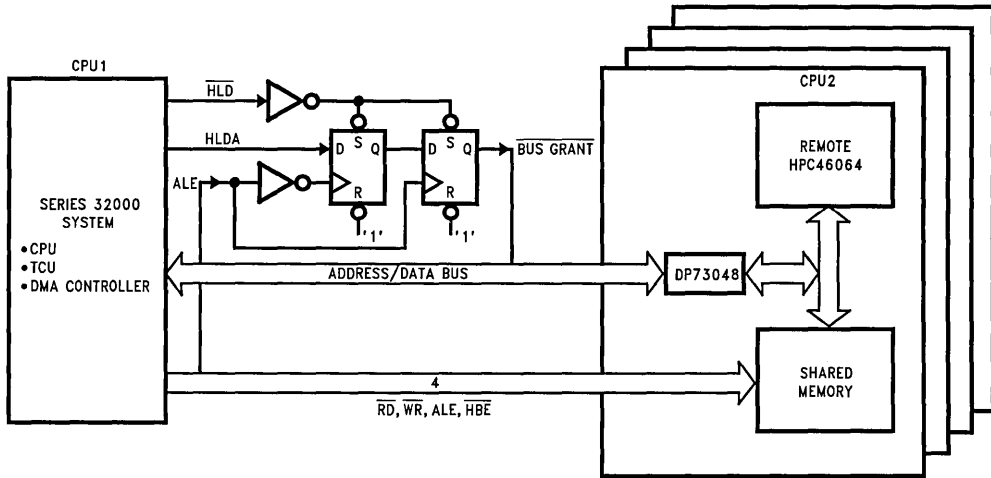 CPU1
HLD
HLDA
ALE
D S Q
R
'1'
D S Q
R
'1'
BUS GRANT
SERIES 32000
SYSTEM
• CPU
• TCU
• DMA CONTROLLER
ADDRESS/DATA BUS
4
RD, WR, ALE, HBE
CPU2
REMOTE
HPC46064
DP73048
SHARED
MEMORY